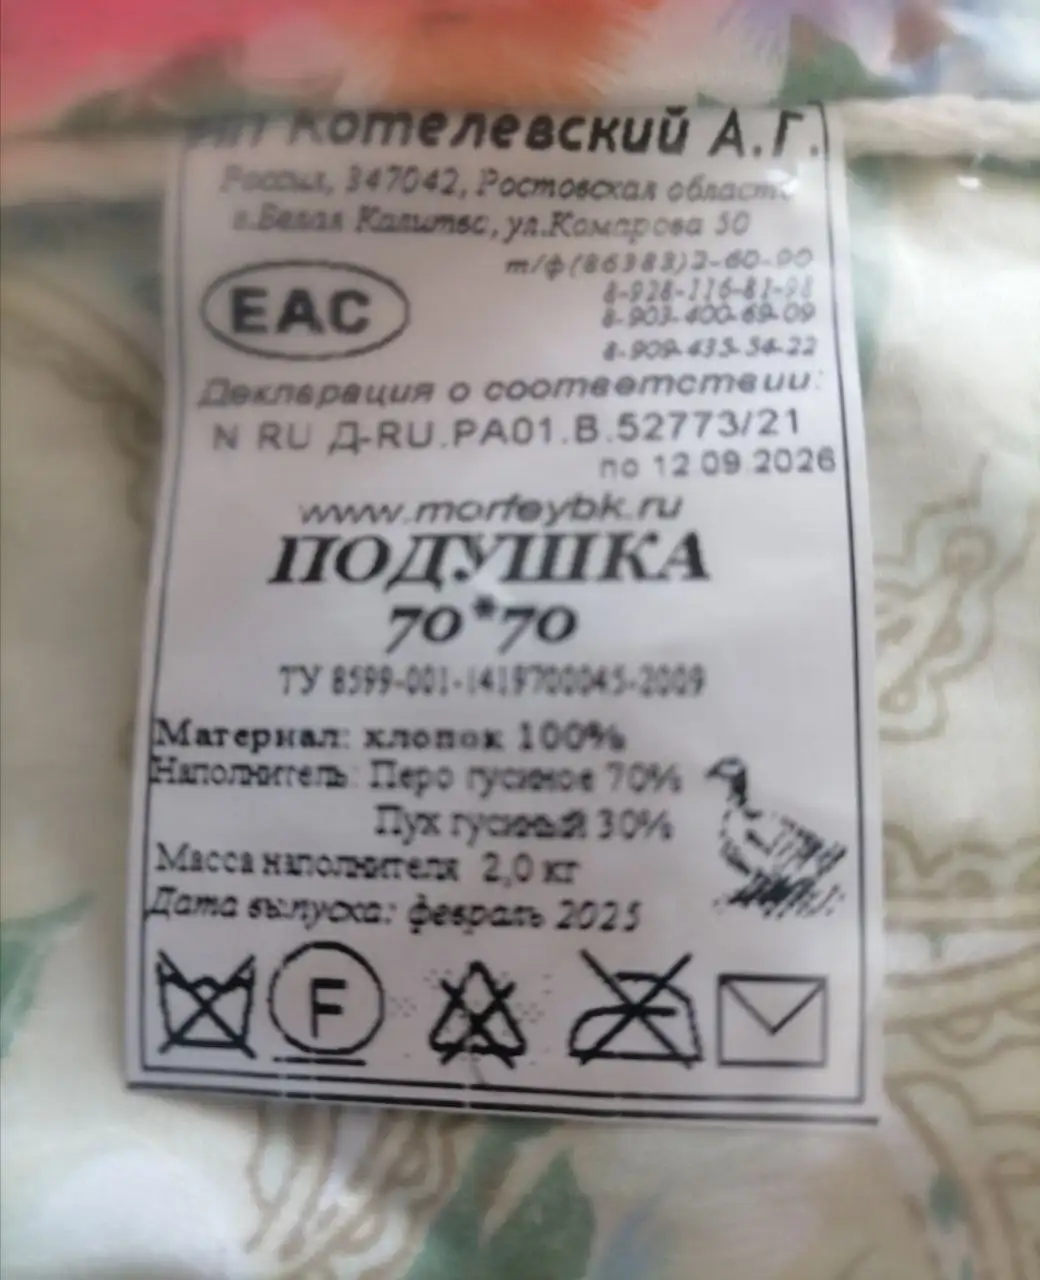 ИП Котелевский А.Г.
Россия, 347042, Ростовская область
г.Белая Калитва, ул.Комарова 50
т/ф(86383)2-60-90
8-928-116-81-98
8-903-400-69-09
8-909-435-54-22
EAC
Декларация о соответствии:
N RU Д-RU.РА01.В.52773/21
по 12.09.2026
www.morfeybk.ru
ПОДУШКА
70*70
ТУ 8599-001-1419700045-2009
Материал: хлопок 100%
Наполнитель: Перо гусиное 70%
Пух гусиный 30%
Масса наполнителя 2,0 кг
Дата выпуска: февраль 2025
F